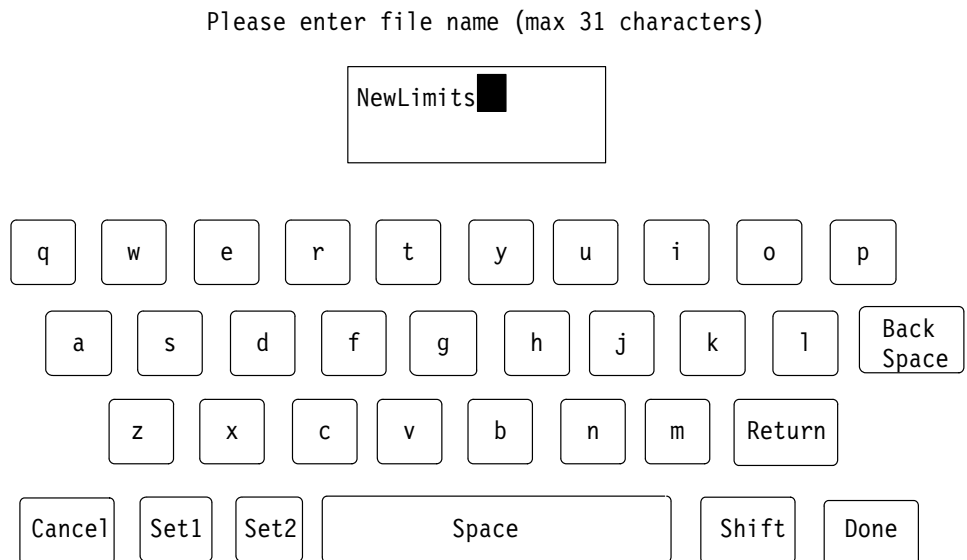 Please enter file name (max 31 characters)
NewLimits
q w e r t y u i o p
a s d f g h j k l Back Space
z x c v b n m Return
Cancel Set1 Set2 Space Shift Done